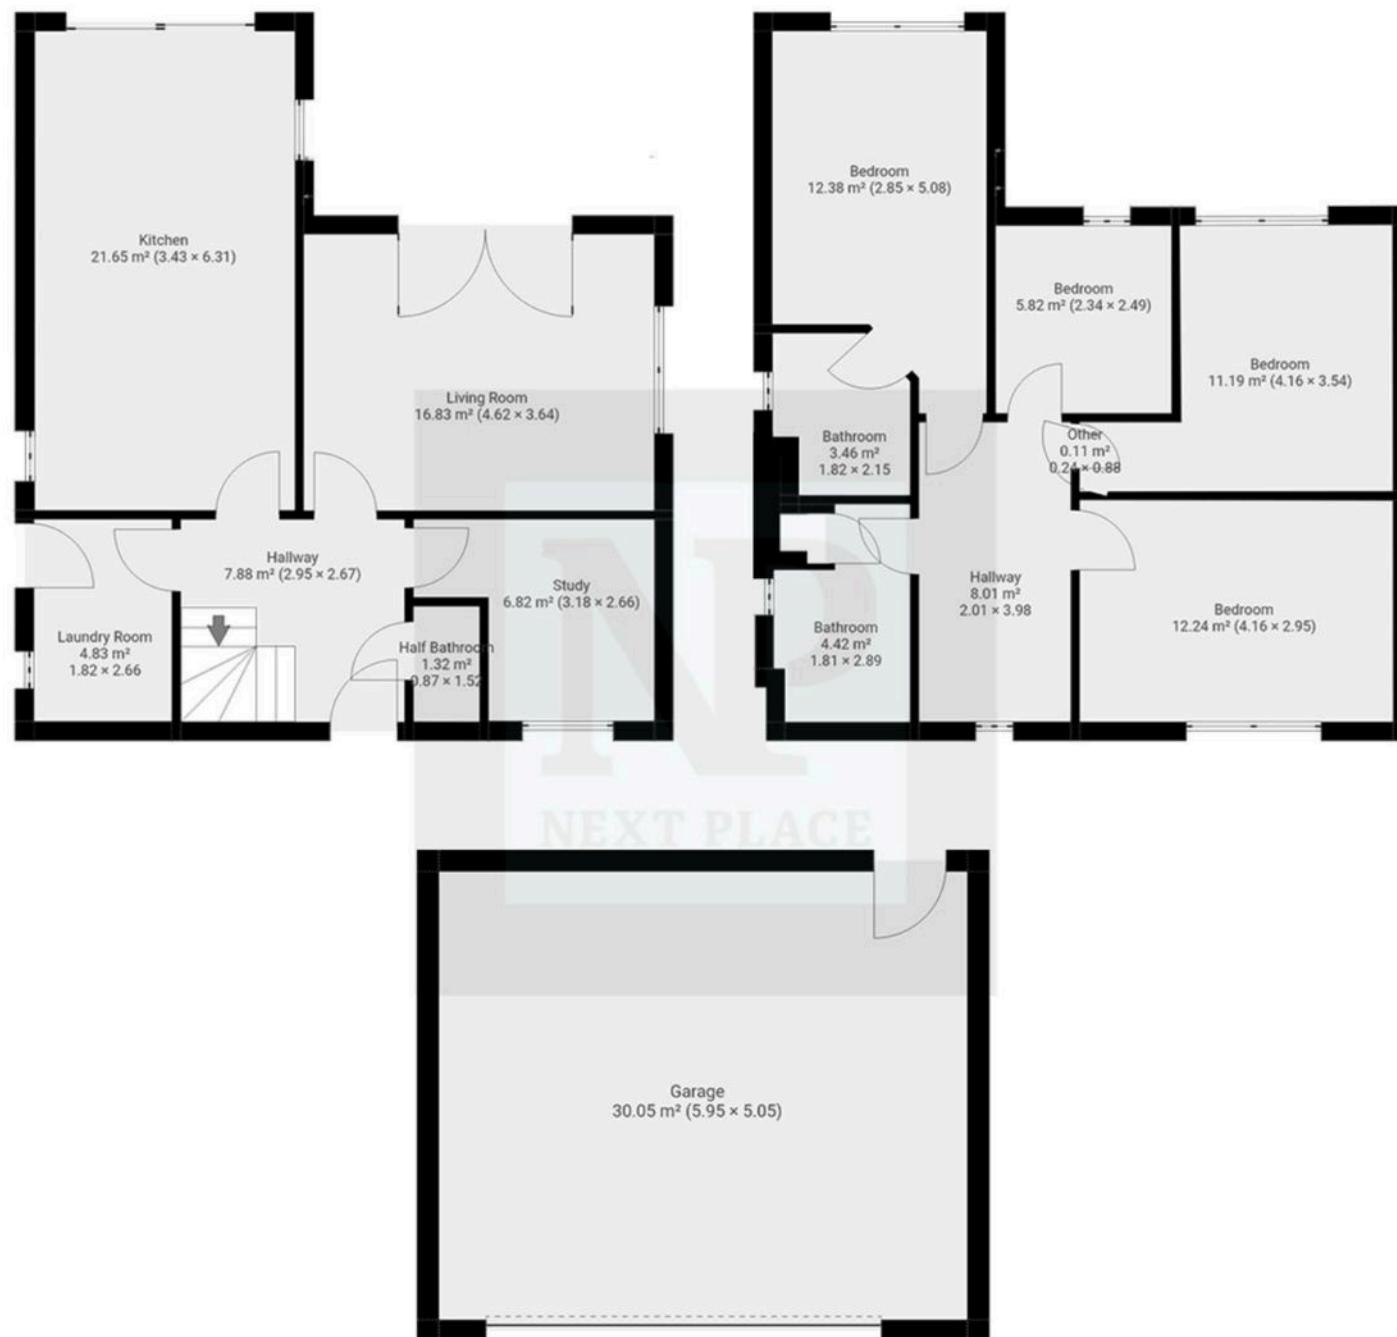 Kitchen
21.65 m² (3.43 × 6.31)
Living Room
16.83 m² (4.62 × 3.64)
Hallway
7.88 m² (2.95 × 2.67)
Study
6.82 m² (3.18 × 2.66)
Laundry Room
4.83 m²
1.82 × 2.66
Half Bathroom
1.32 m²
0.87 × 1.52
Bedroom
12.38 m² (2.85 × 5.08)
Bedroom
5.82 m² (2.34 × 2.49)
Bedroom
11.19 m² (4.16 × 3.54)
Other
0.11 m²
0.24 × 0.88
Bathroom
3.46 m²
1.82 × 2.15
Hallway
8.01 m²
2.01 × 3.98
Bathroom
4.42 m²
1.81 × 2.89
Bedroom
12.24 m² (4.16 × 2.95)
NP
NEXT PLACE
Garage
30.05 m² (5.95 × 5.05)